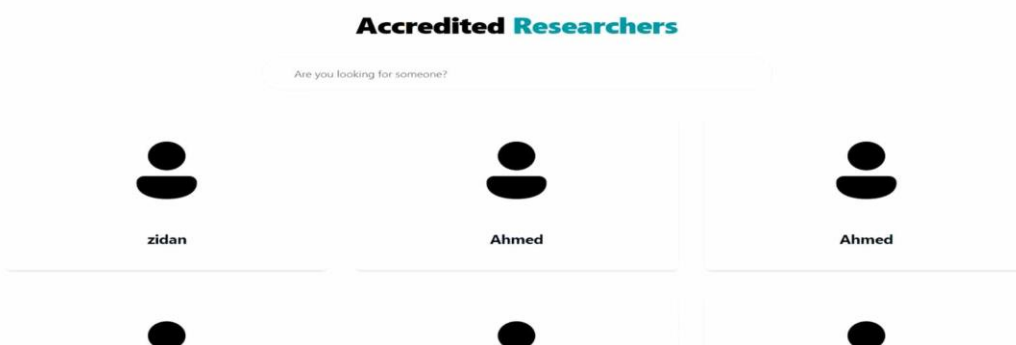 Accredited Researchers
Are you looking for someone?
zidan
Ahmed
Ahmed